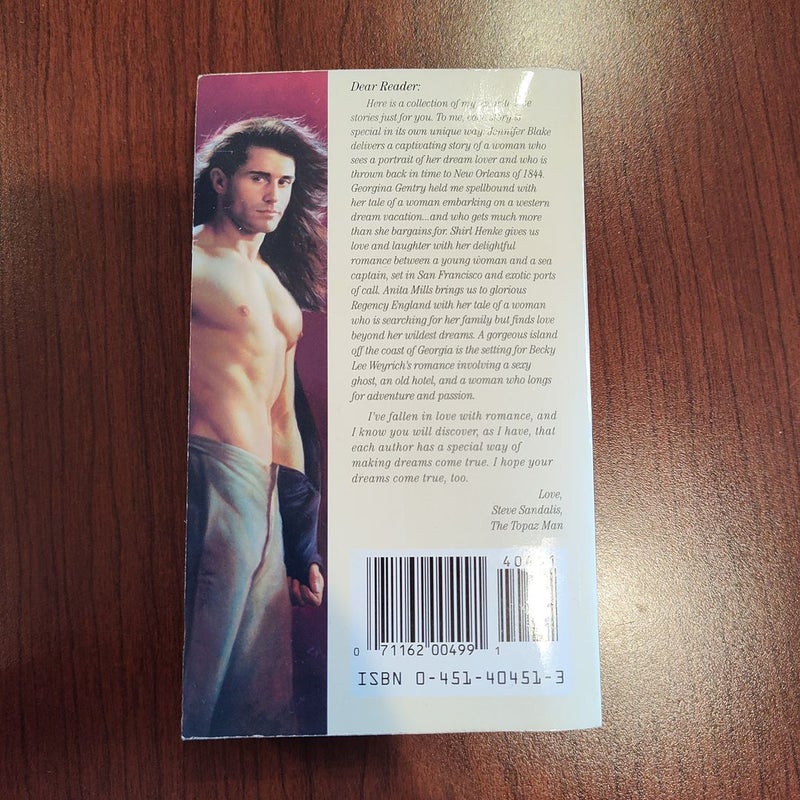 Dear Reader:
Here is a collection of my favorite love
stories just for you. To me, each story is
special in its own unique way. Jennifer Blake
delivers a captivating story of a woman who
sees a portrait of her dream lover and who is
thrown back in time to New Orleans of 1844.
Georgina Gentry held me spellbound with
her tale of a woman embarking on a western
dream vacation...and who gets much more
than she bargains for. Shirl Henke gives us
love and laughter with her delightful
romance between a young woman and a sea
captain, set in San Francisco and exotic ports
of call. Anita Mills brings us to glorious
Regency England with her tale of a woman
who is searching for her family but finds love
beyond her wildest dreams. A gorgeous island
off the coast of Georgia is the setting for Becky
Lee Weyrich's romance involving a sexy
ghost, an old hotel, and a woman who longs
for adventure and passion.
I've fallen in love with romance, and
I know you will discover, as I have, that
each author has a special way of
making dreams come true. I hope your
dreams come true, too.
Love,
Steve Sandalis,
The Topaz Man
0 71162 00499 1
ISBN 0-451-40451-3